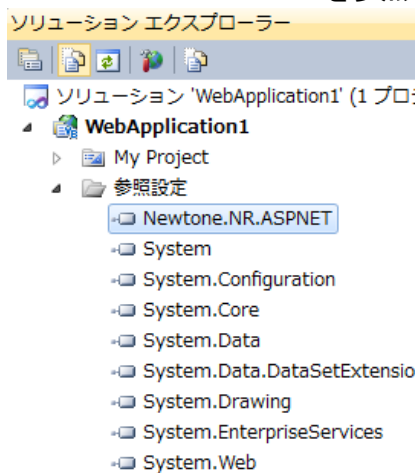 ソリューション エクスプローラー
ソリューション 'WebApplication1' (1 プロ
WebApplication1
My Project
参照設定
Newtone.NR.ASPNET
System
System.Configuration
System.Core
System.Data
System.Data.DataSetExtensio
System.Drawing
System.EnterpriseServices
System.Web